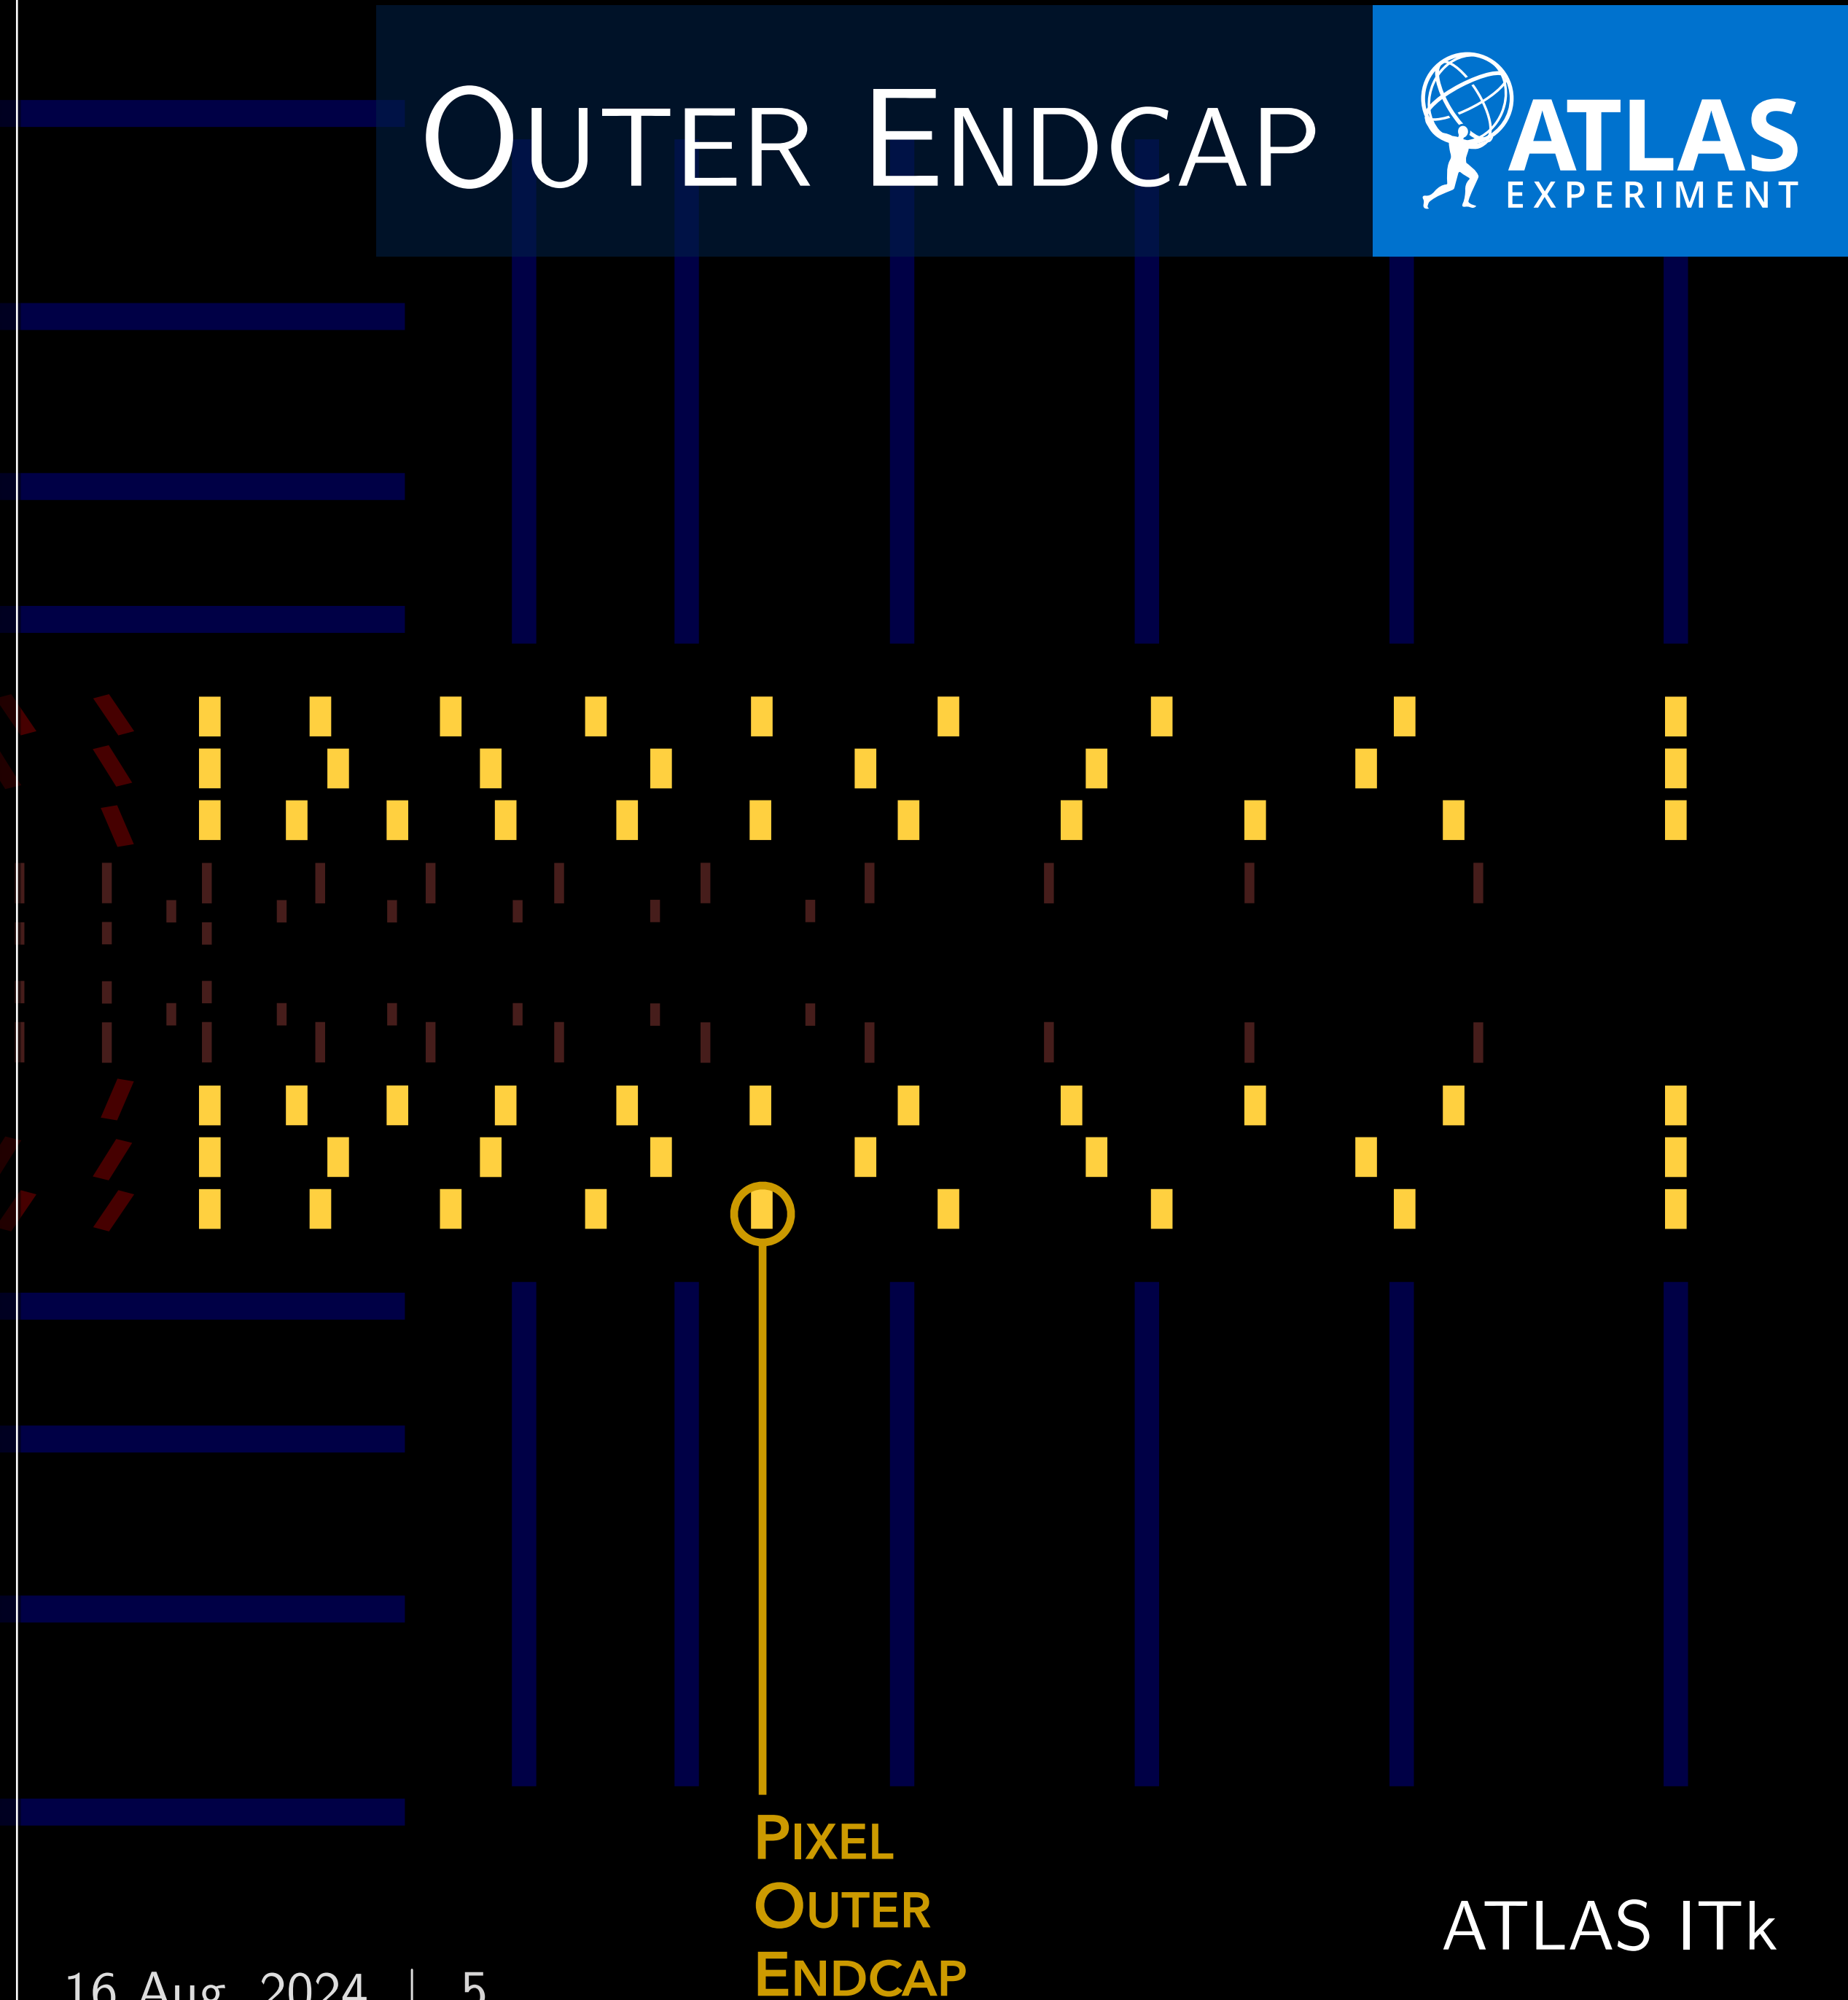 OUTER ENDCAP
ATLAS
EXPERIMENT
PIXEL
OUTER
ENDCAP
ATLAS ITk
16 Aug 2024 | 5